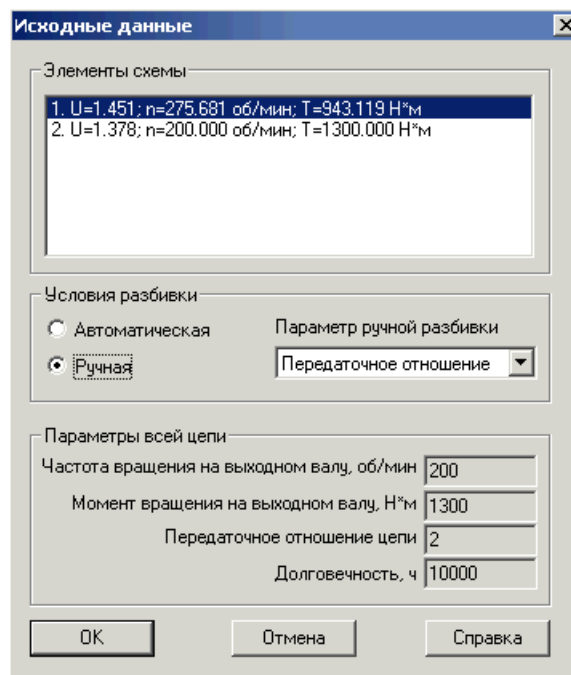 Исходные данные
Элементы схемы
1. U=1.451; n=275.681 об/мин; T=943.119 Н*м
2. U=1.378; n=200.000 об/мин; T=1300.000 Н*м
Условия разбивки
Автоматическая
Параметр ручной разбивки
Ручная
Передаточное отношение
Параметры всей цепи
Частота вращения на выходном валу, об/мин 200
Момент вращения на выходном валу, Н*м 1300
Передаточное отношение цепи 2
Долговечность, ч 10000
OK Отмена Справка